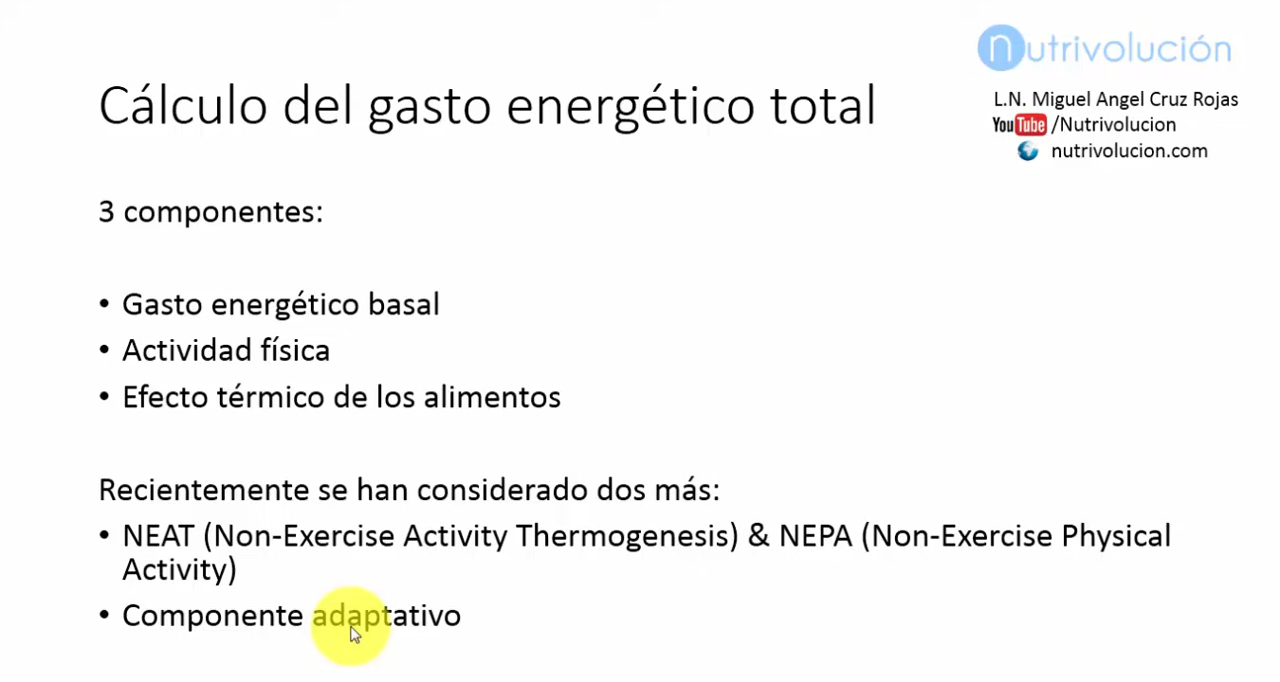 nutrivolución
Cálculo del gasto energético total
L.N. Miguel Angel Cruz Rojas
YouTube /Nutrivolucion
nutrivolucion.com
3 componentes:
• Gasto energético basal
• Actividad física
• Efecto térmico de los alimentos
Recientemente se han considerado dos más:
• NEAT (Non-Exercise Activity Thermogenesis) & NEPA (Non-Exercise Physical
Activity)
• Componente adaptativo